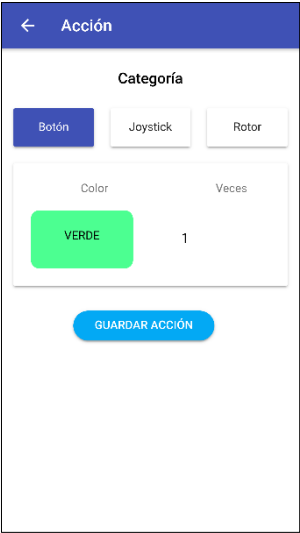 Acción
Categoría
Botón Joystick Rotor
Color Veces
VERDE 1
GUARDAR ACCIÓN